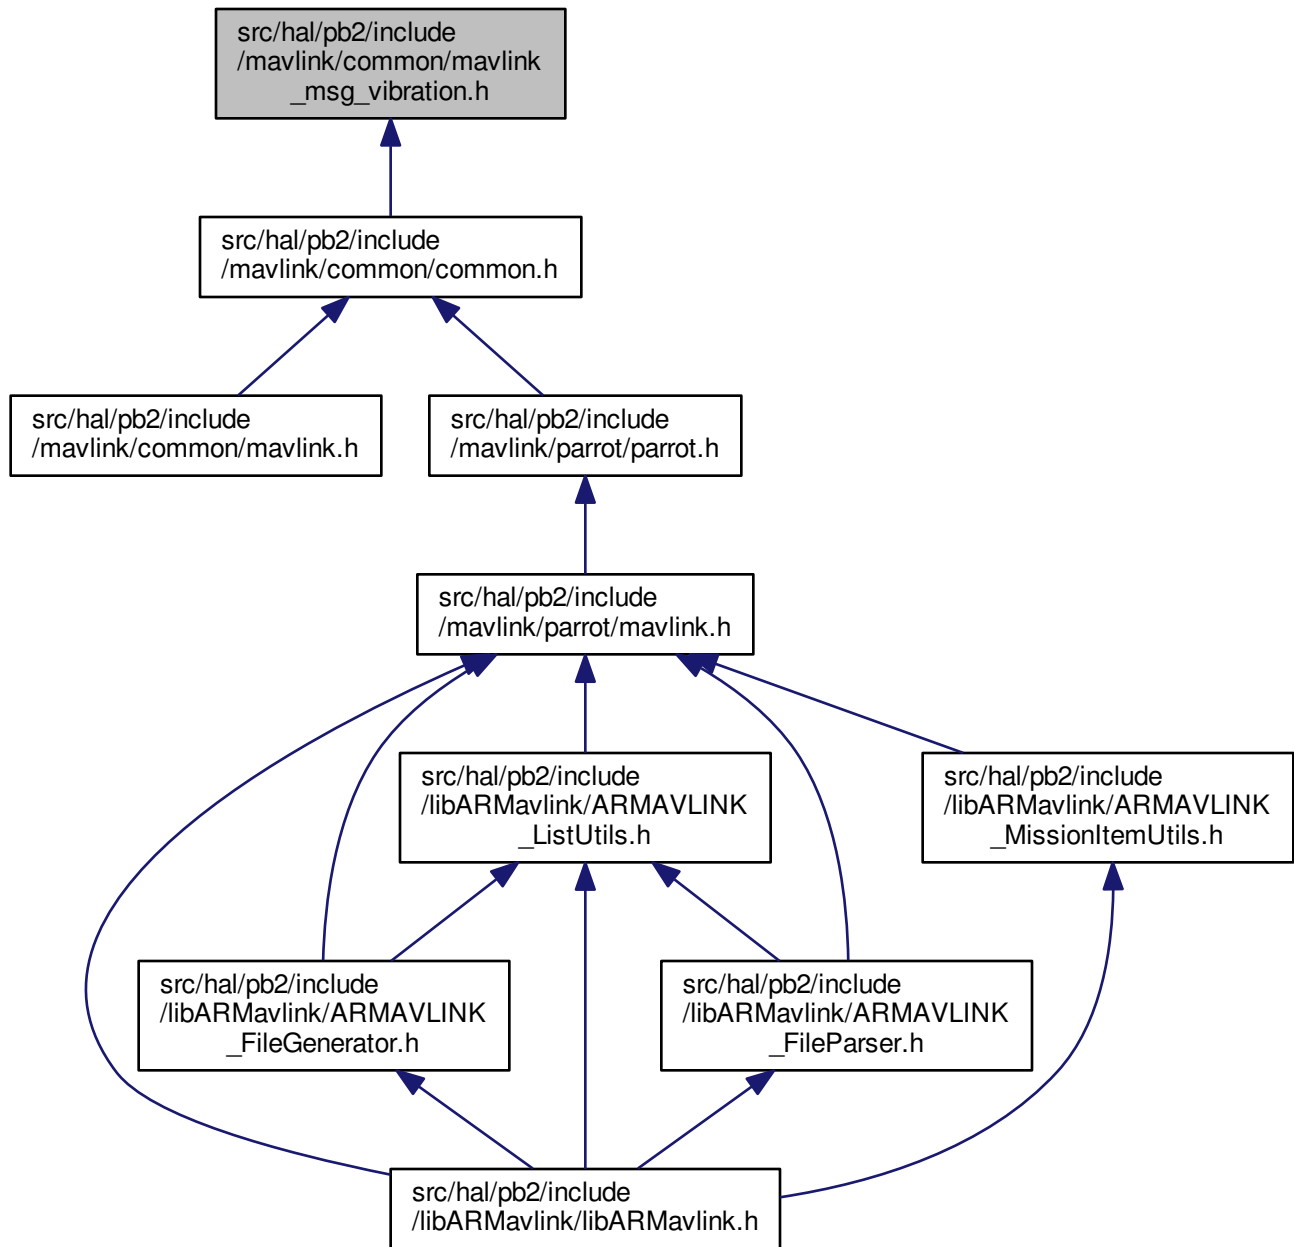 src/hal/pb2/include
/mavlink/common/mavlink
_msg_vibration.h
src/hal/pb2/include
/mavlink/common/common.h
src/hal/pb2/include
/mavlink/common/mavlink.h
src/hal/pb2/include
/mavlink/parrot/parrot.h
src/hal/pb2/include
/mavlink/parrot/mavlink.h
src/hal/pb2/include
/libARMavlink/ARMAVLINK
_ListUtils.h
src/hal/pb2/include
/libARMavlink/ARMAVLINK
_MissionItemUtils.h
src/hal/pb2/include
/libARMavlink/ARMAVLINK
_FileGenerator.h
src/hal/pb2/include
/libARMavlink/ARMAVLINK
_FileParser.h
src/hal/pb2/include
/libARMavlink/libARMavlink.h